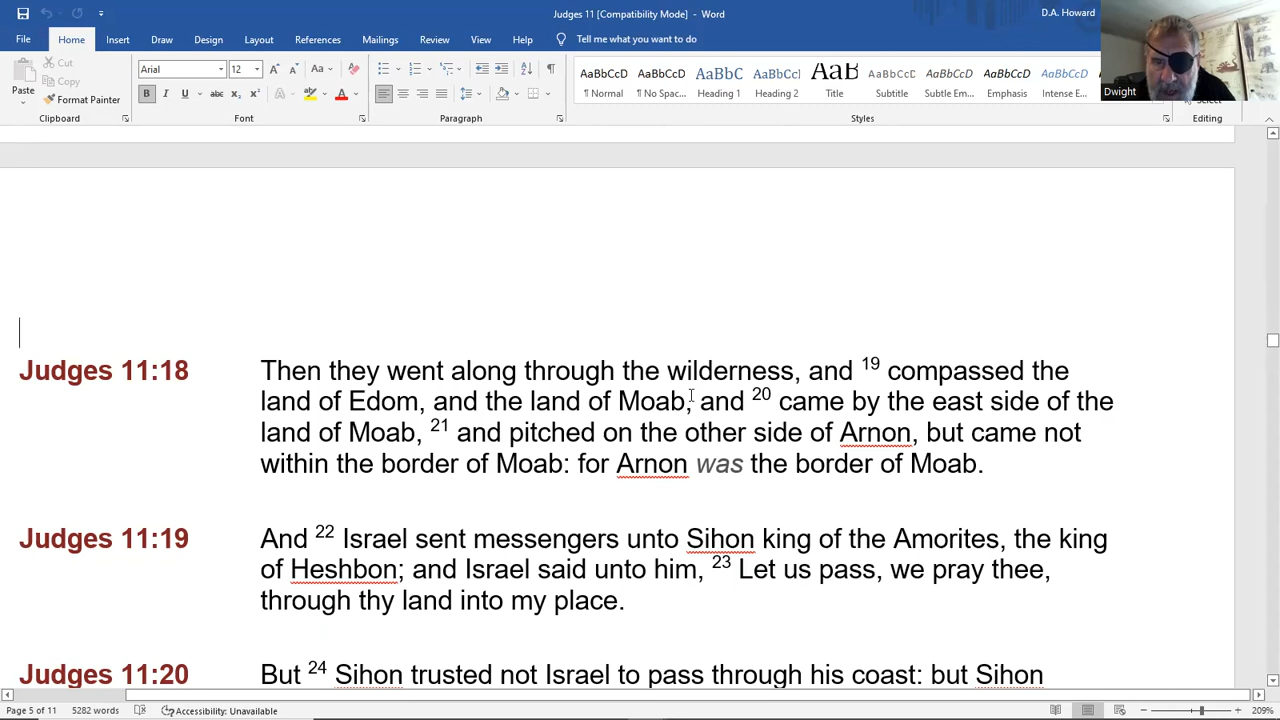 Judges 11 [Compatibility Mode] - Word
D.A. Howard
File Home Insert Draw Design Layout References Mailings Review View Help Tell me what you want to do
Paste
Cut
Copy
Format Painter
Arial 12
AaBbCcD AaBbCcD AaBbC AaBbCcI AaB AaBbCcD AaBbCcD AaBbCcD AaBbCcD
¶ Normal ¶ No Spac... Heading 1 Heading 2 Title Subtitle Subtle Em... Emphasis Intense E...
Select
Clipboard Font Paragraph Styles Editing
Dwight
Judges 11:18 Then they went along through the wilderness, and 19 compassed the
land of Edom, and the land of Moab, and 20 came by the east side of the
land of Moab, 21 and pitched on the other side of Arnon, but came not
within the border of Moab: for Arnon was the border of Moab.
Judges 11:19 And 22 Israel sent messengers unto Sihon king of the Amorites, the king
of Heshbon; and Israel said unto him, 23 Let us pass, we pray thee,
through thy land into my place.
Judges 11:20 But 24 Sihon trusted not Israel to pass through his coast: but Sihon
Page 5 of 11 5282 words Accessibility: Unavailable 209%